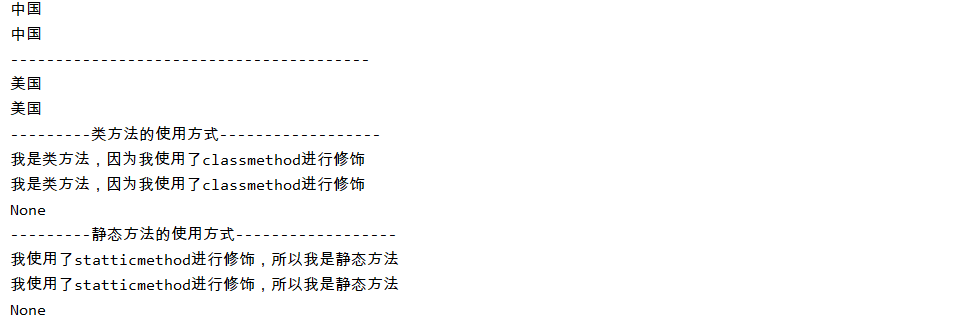 中国
中国
----------------------------------------
美国
美国
---------类方法的使用方式------------------
我是类方法，因为我使用了classmethod进行修饰
我是类方法，因为我使用了classmethod进行修饰
None
---------静态方法的使用方式------------------
我使用了statticmethod进行修饰，所以我是静态方法
我使用了statticmethod进行修饰，所以我是静态方法
None